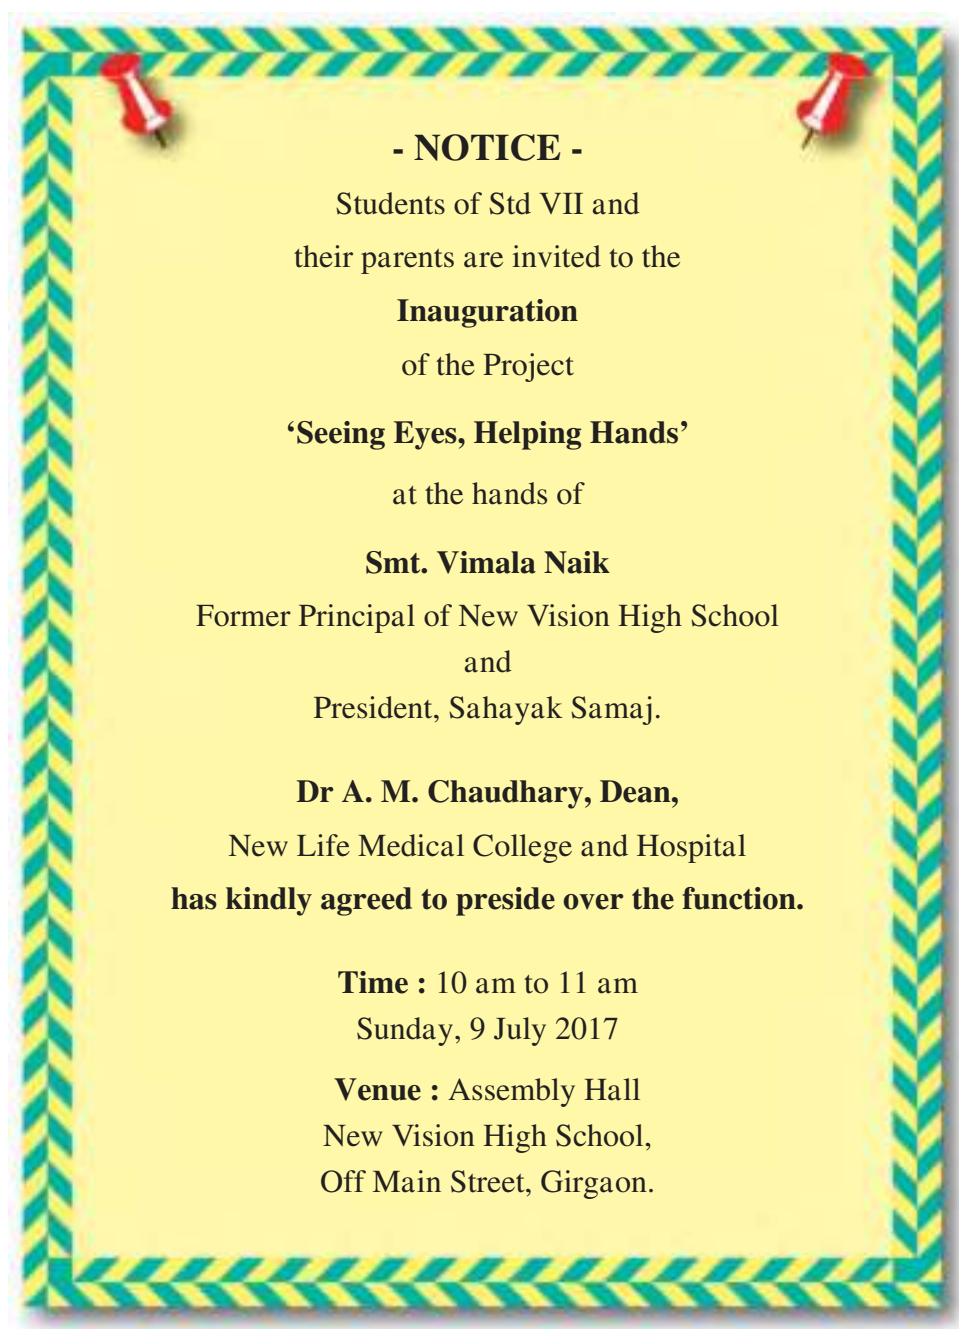 - NOTICE -
Students of Std VII and
their parents are invited to the
Inauguration
of the Project
‘Seeing Eyes, Helping Hands’
at the hands of
Smt. Vimala Naik
Former Principal of New Vision High School
and
President, Sahayak Samaj.
Dr A. M. Chaudhary, Dean,
New Life Medical College and Hospital
has kindly agreed to preside over the function.
Time : 10 am to 11 am
Sunday, 9 July 2017
Venue : Assembly Hall
New Vision High School,
Off Main Street, Girgaon.